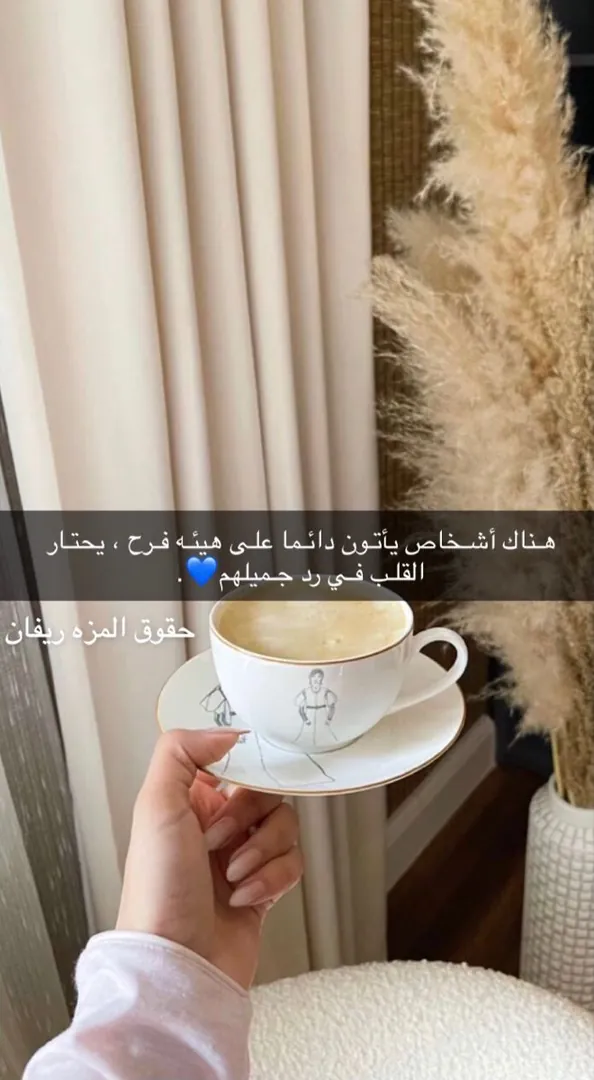 هناك أشخاص يأتون دائما على هيئه فرح ، يحتار
القلب في رد جميلهم💙 .
حقوق المزه ريفان